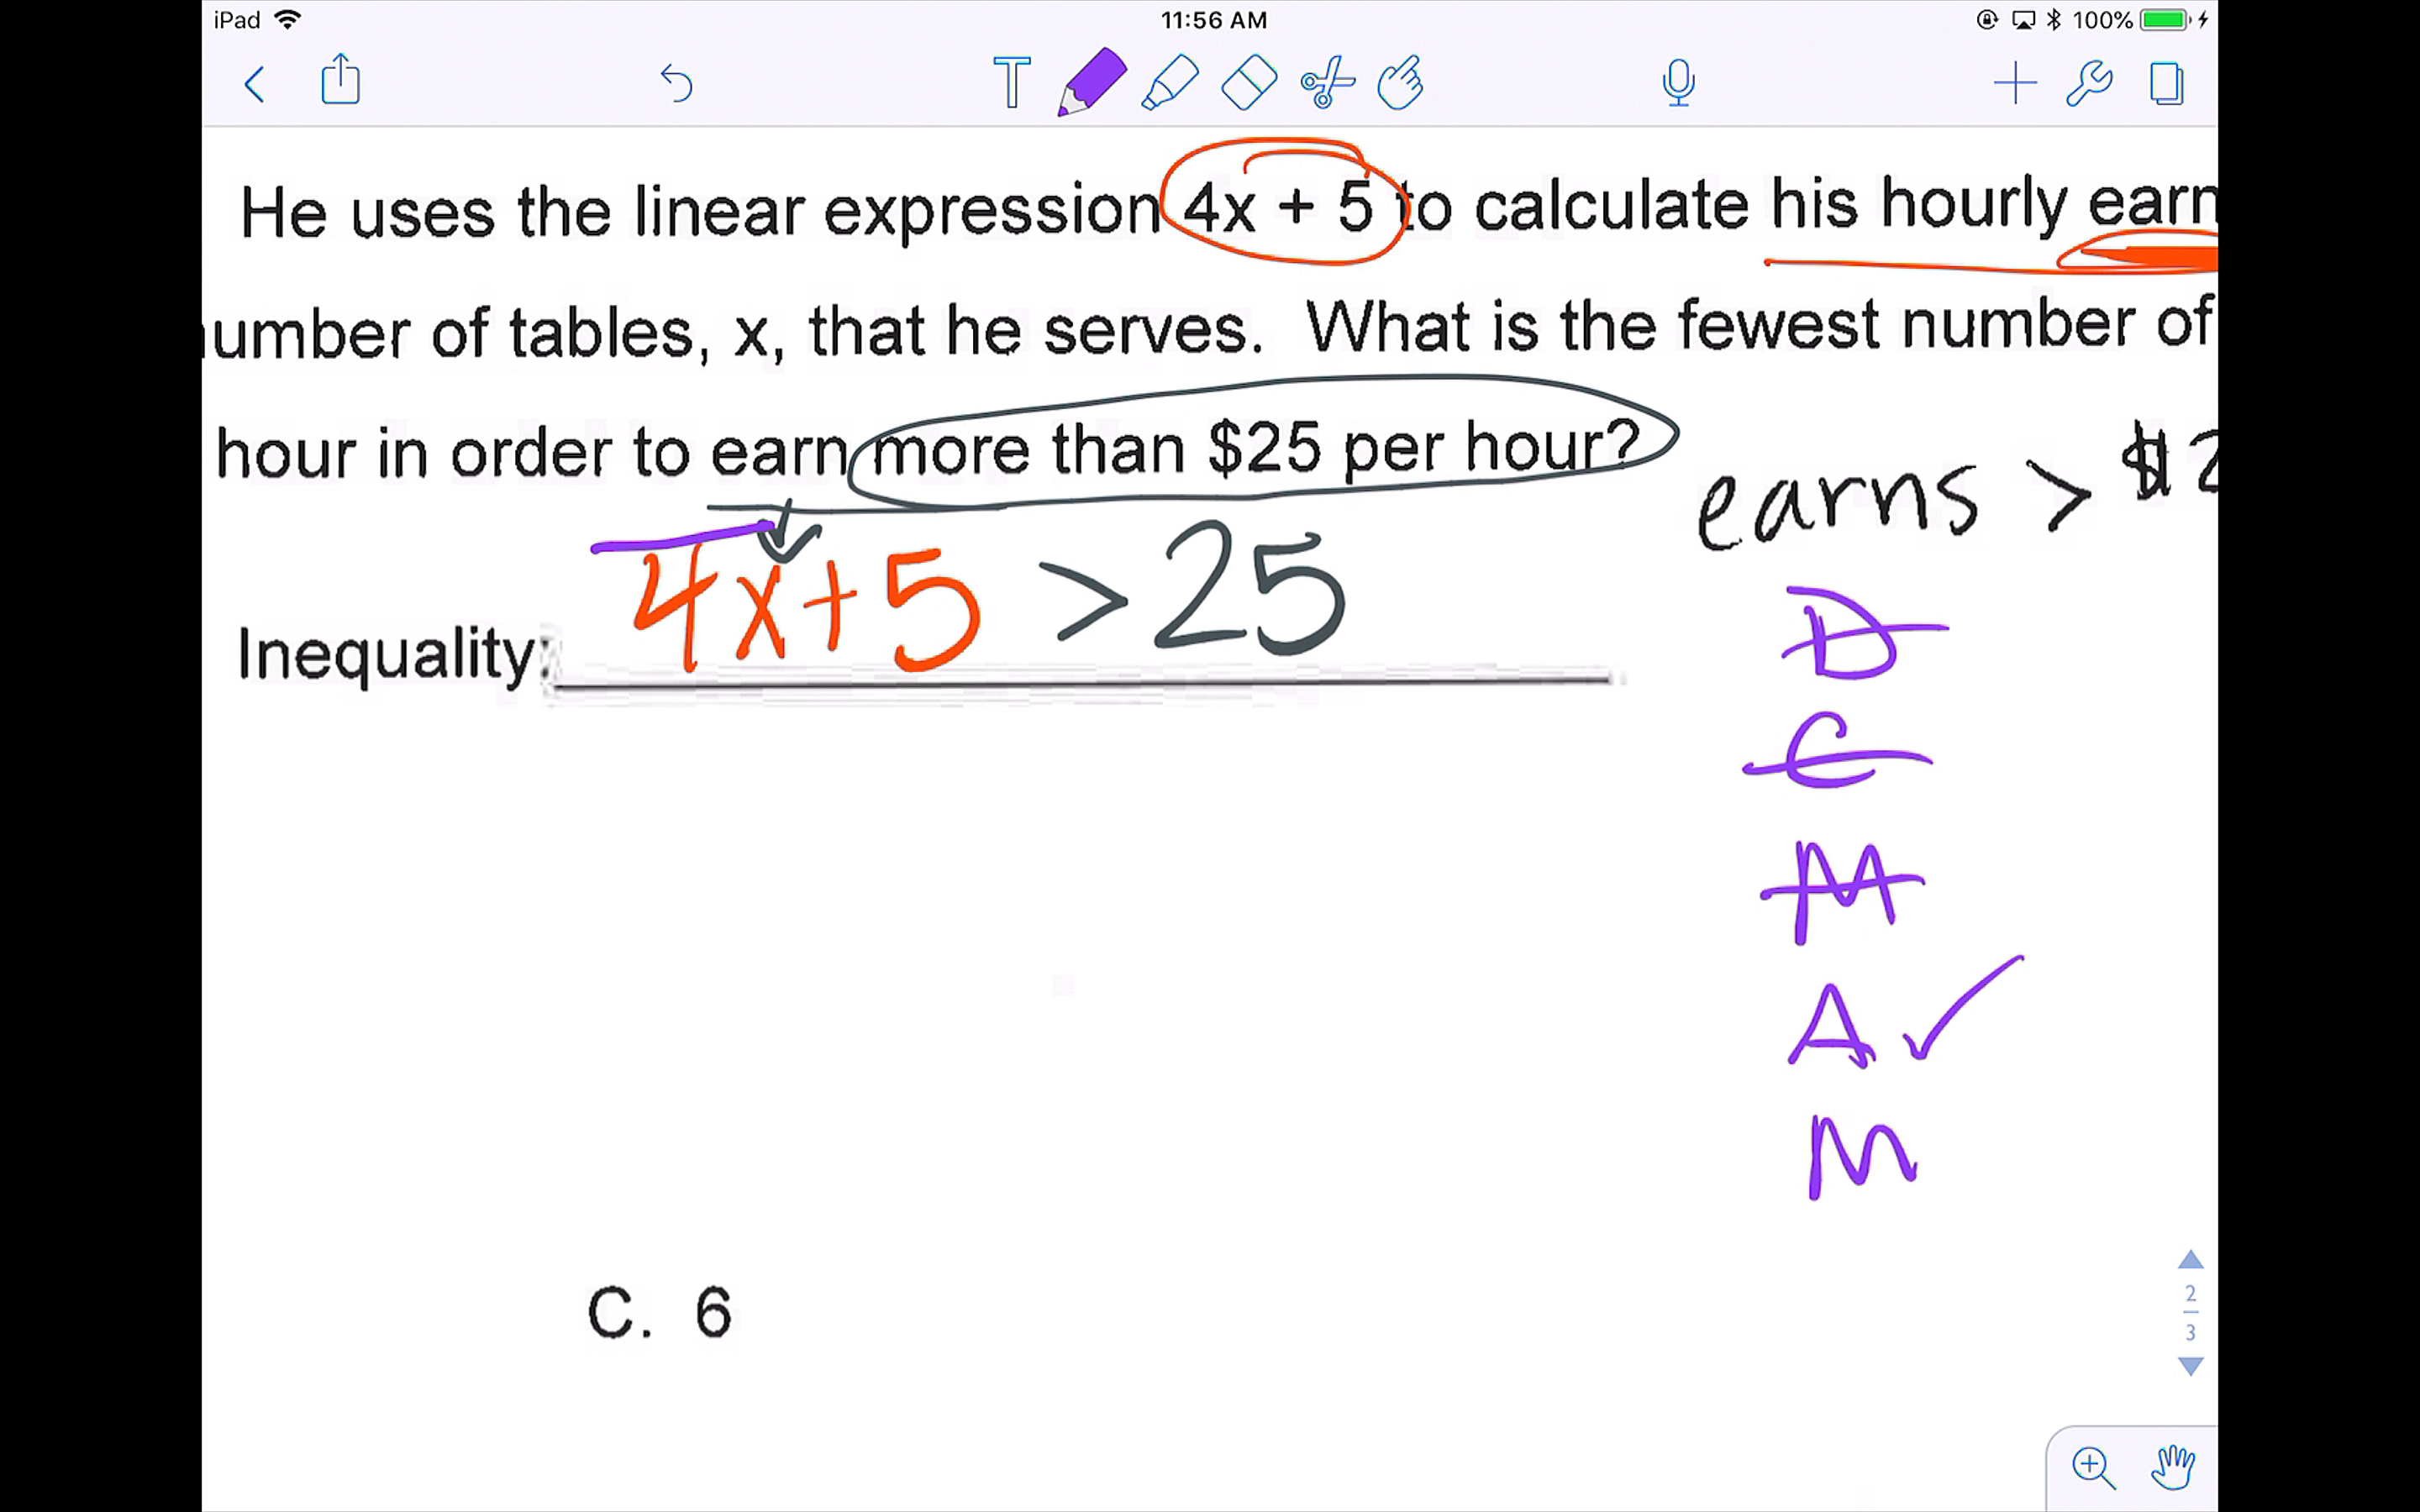 iPad 11:56 AM 100%
T
He uses the linear expression 4x + 5 to calculate his hourly earn
umber of tables, x, that he serves. What is the fewest number of
hour in order to earn more than $25 per hour?
earns > $2
4x+5 > 25
Inequality:
D
C
M
A ✓
M
C. 6
2
3